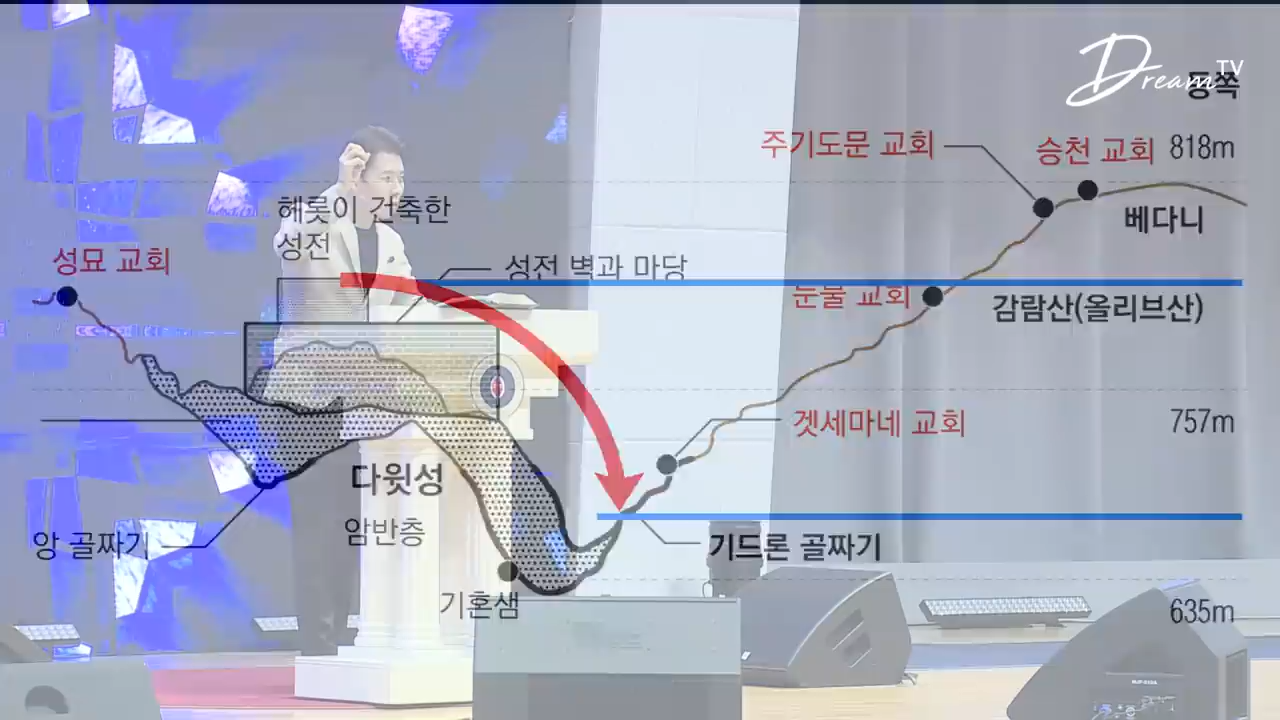 Dream TV
동쪽
주기도문 교회
승천 교회 818m
헤롯이 건축한
성전
베다니
성묘 교회
성전 벽과 마당
눈물 교회
감람산(올리브산)
겟세마네 교회
757m
다윗성
암반층
앙 골짜기
기드론 골짜기
기혼샘
635m